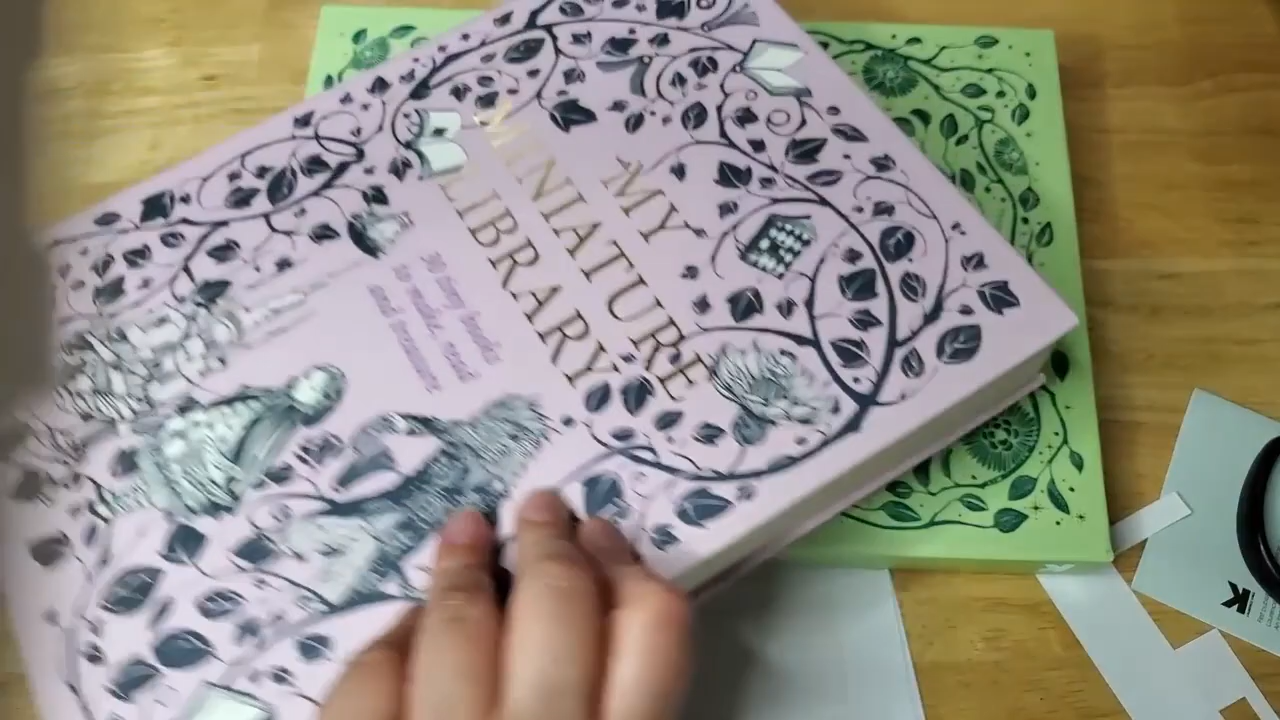 MY
MINIATURE
LIBRARY
30 tiny books
to make, read
and treasure